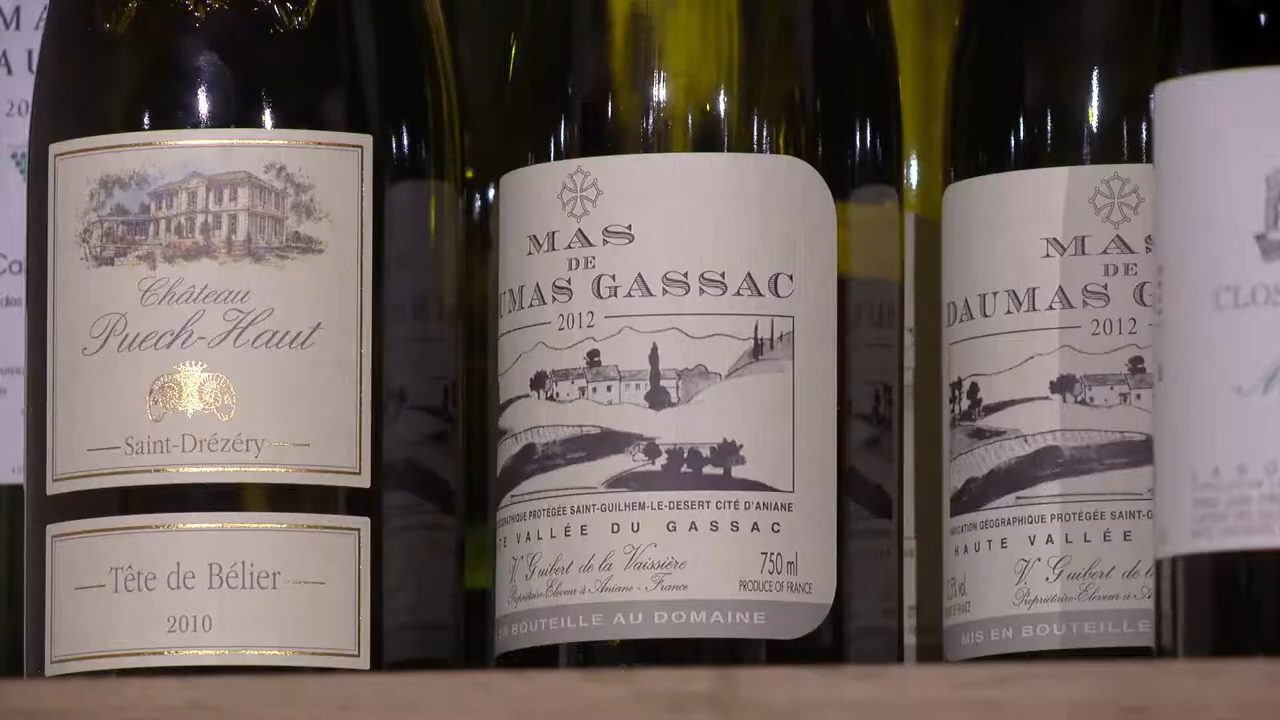 Château
Puech-Haut
Saint-Drézéry
Tête de Bélier
2010
MAS
DE
UMAS GASSAC
2012
GÉOGRAPHIQUE PROTÉGÉE SAINT-GUILHEM-LE-DESERT CITÉ D'ANIANE
TE VALLÉE DU GASSAC
V. Guibert de la Vaissière
Propriétaire-Eleveur à Aniane - France
750 ml
PRODUCE OF FRANCE
EN BOUTEILLE AU DOMAINE
MAS
DE
DAUMAS G
2012
INDICATION GÉOGRAPHIQUE PROTÉGÉE SAINT-G
HAUTE VALLÉE
V. Guibert de l
Propriétaire-Eleveur à A
MIS EN BOUTEILLE
CLOS